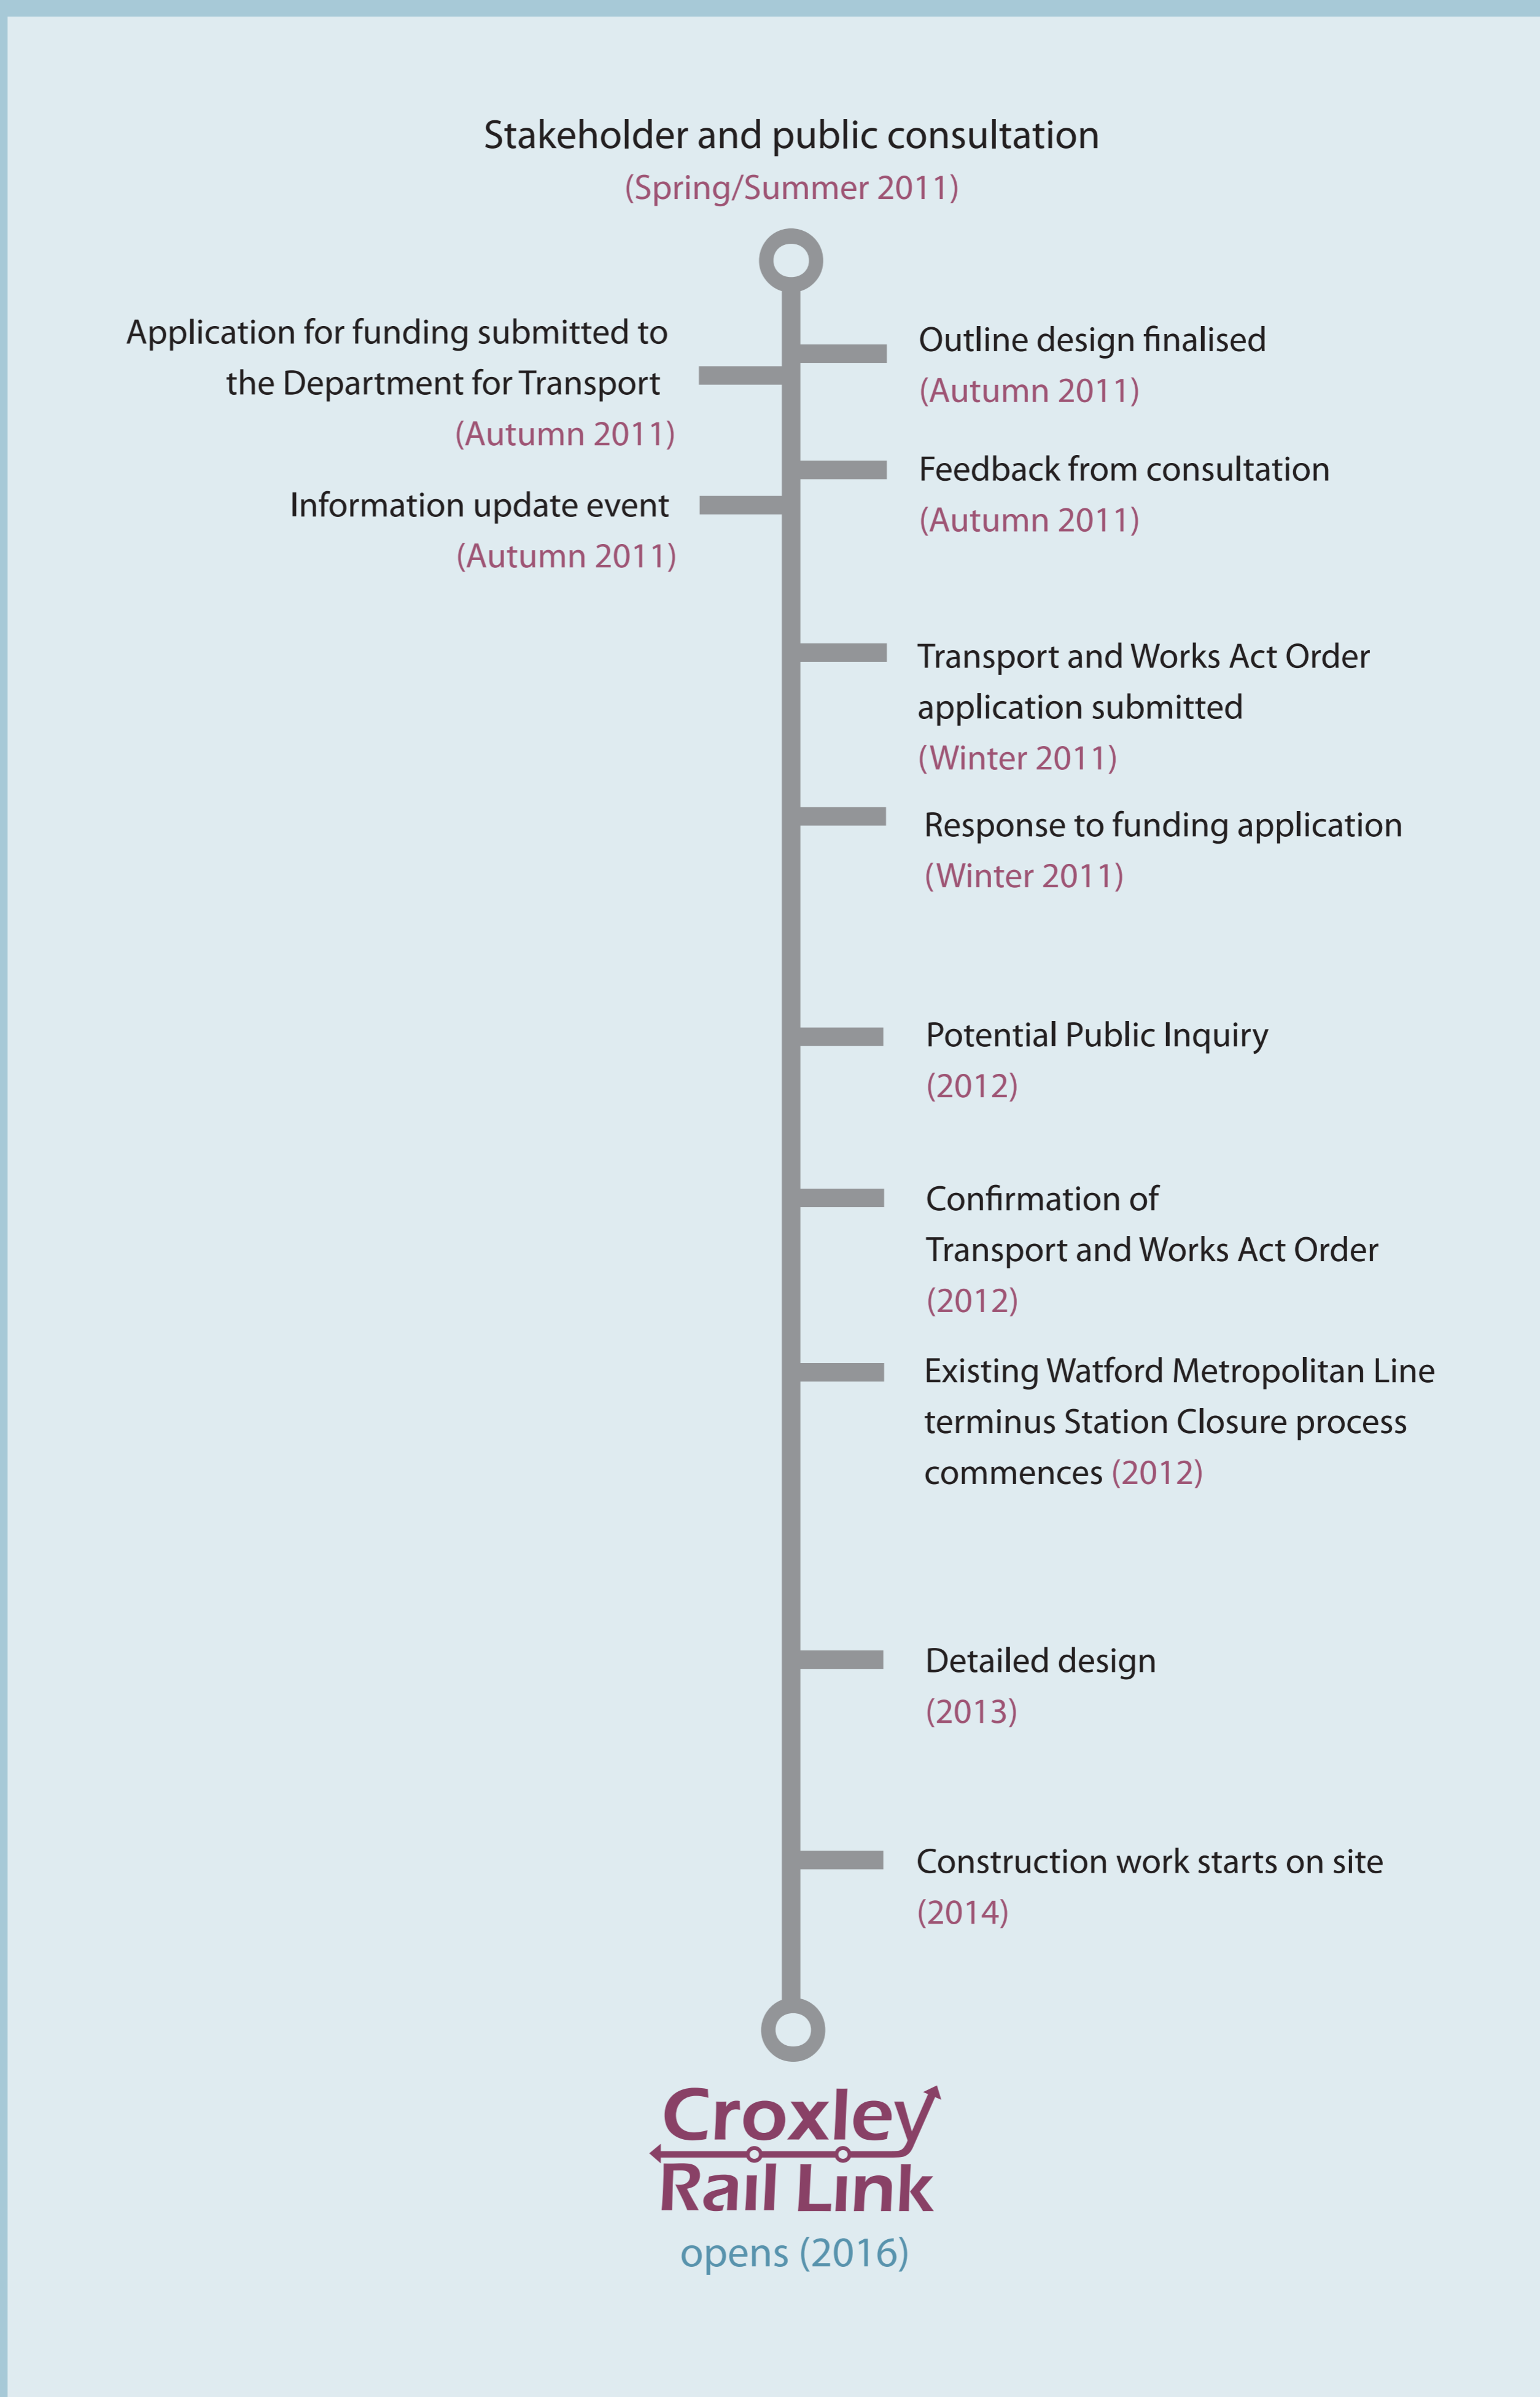 Stakeholder and public consultation
(Spring/Summer 2011)
Outline design finalised
(Autumn 2011)
Application for funding submitted to
the Department for Transport
(Autumn 2011)
Feedback from consultation
(Autumn 2011)
Information update event
(Autumn 2011)
Transport and Works Act Order
application submitted
(Winter 2011)
Response to funding application
(Winter 2011)
Potential Public Inquiry
(2012)
Confirmation of
Transport and Works Act Order
(2012)
Existing Watford Metropolitan Line
terminus Station Closure process
commences (2012)
Detailed design
(2013)
Construction work starts on site
(2014)
Croxley
Rail Link
opens (2016)